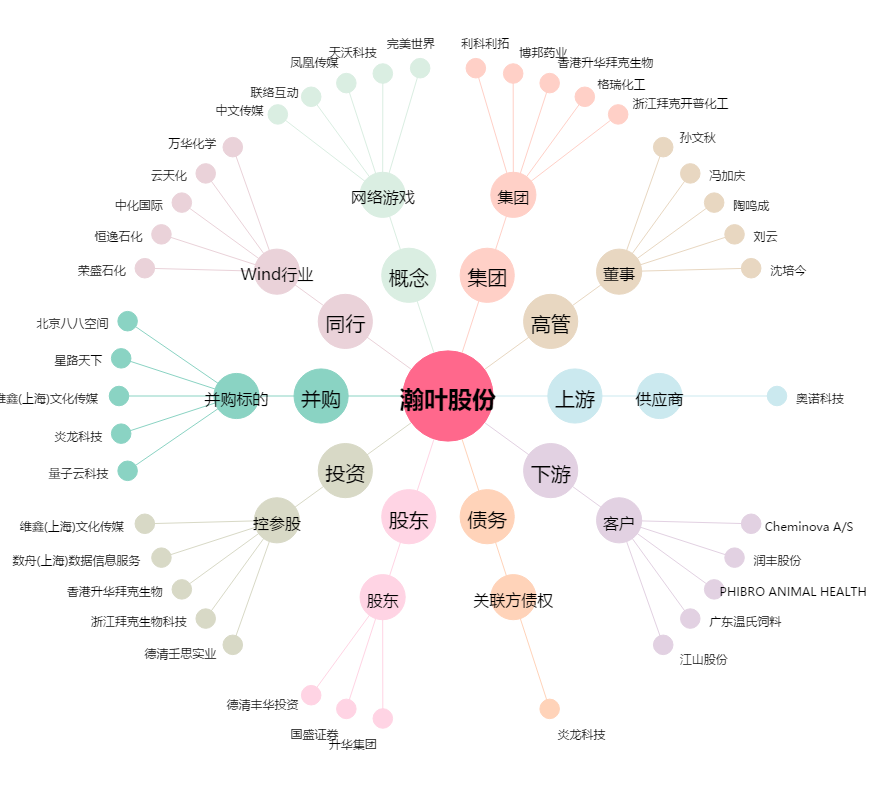 完美世界
天沃科技
凤凰传媒
联络互动
中文传媒
网络游戏
概念
利科利拓
博邦药业
香港升华拜克生物
格瑞化工
浙江拜克开普化工
集团
集团
孙文秋
冯加庆
陶鸣成
刘云
沈培今
董事
高管
万华化学
云天化
中化国际
恒逸石化
荣盛石化
Wind行业
同行
北京八八空间
星路天下
维鑫(上海)文化传媒
炎龙科技
量子云科技
并购标的
并购
瀚叶股份
上游
供应商
奥诺科技
投资
控参股
维鑫(上海)文化传媒
数舟(上海)数据信息服务
香港升华拜克生物
浙江拜克生物科技
德清壬思实业
股东
股东
德清丰华投资
国盛证券
升华集团
债务
关联方债权
炎龙科技
下游
客户
Cheminova A/S
润丰股份
PHIBRO ANIMAL HEALTH
广东温氏饲料
江山股份